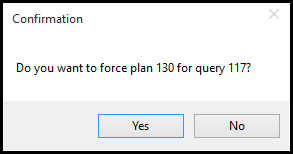 Confirmation
Do you want to force plan 130 for query 117?
Yes
No